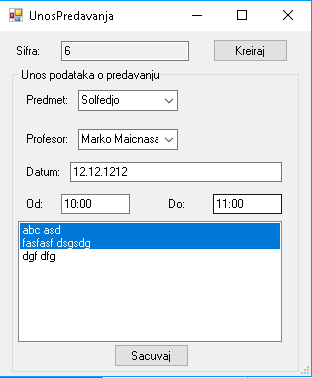 UnosPredavanja
Sifra: 6 Kreiraj
Unos podataka o predavanju
Predmet: Solfedjo
Profesor: Marko Maicnasa
Datum: 12.12.1212
Od: 10:00 Do: 11:00
abc asd
fasfasf dsgsdg
dgf dfg
Sacuvaj